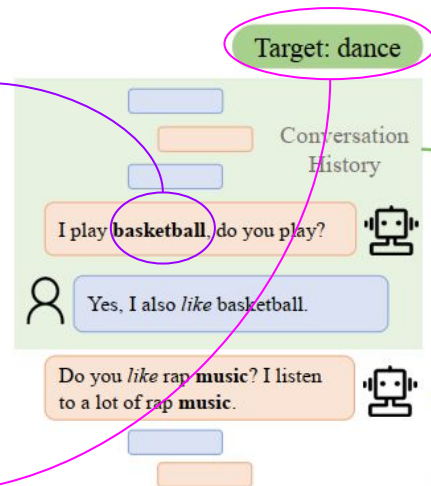 Target: dance
Conversation
History
I play basketball, do you play?
Yes, I also like basketball.
Do you like rap music? I listen
to a lot of rap music.